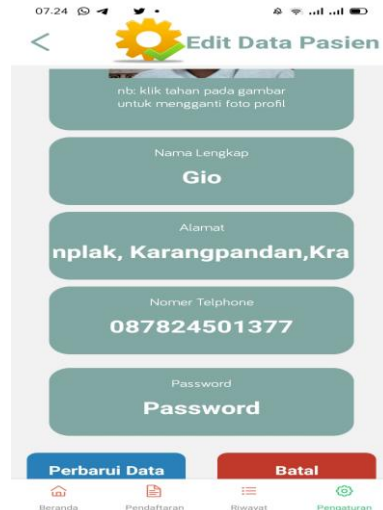 07.24
Edit Data Pasien
nb: klik tahan pada gambar
untuk mengganti foto profil
Nama Lengkap
Gio
Alamat
nplak, Karangpandan,Kra
Nomer Telphone
087824501377
Password
Password
Perbarui Data Batal
Beranda Pendaftaran Riwayat Pengaturan